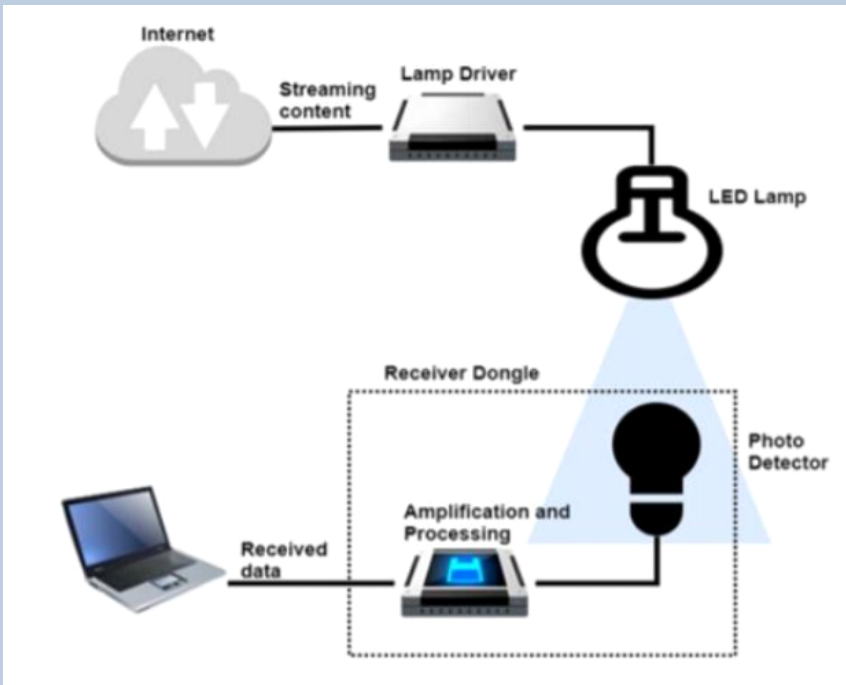 Internet
Lamp Driver
Streaming
content
LED Lamp
Receiver Dongle
Photo
Detector
Amplification and
Processing
Received
data